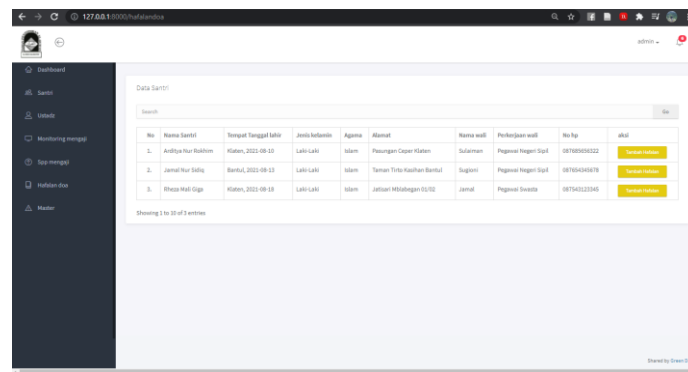 127.0.0.1:8000/hafalandoa
admin
Dashboard
Santri
Ustadz
Monitoring mengaji
Spp mengaji
Hafalan doa
Master
Data Santri
Search Go
No Nama Santri Tempat Tanggal lahir Jenis kelamin Agama Alamat Nama wali Perkerjaan wali No hp aksi
1. Arditya Nur Rokhim Klaten, 2021-08-10 Laki-Laki Islam Pasungan Ceper Klaten Sulaiman Pegawai Negeri Sipil 087685656322 Tambah Hafalan
2. Jamal Nur Sidiq Bantul, 2021-08-13 Laki-Laki Islam Taman Tirto Kasihan Bantul Sugioni Pegawai Negeri Sipil 087654345678 Tambah Hafalan
3. Rheza Mali Giga Klaten, 2021-08-18 Laki-Laki Islam Jatisari Mblabegan 01/02 Jamal Pegawai Swasta 087543123345 Tambah Hafalan
Showing 1 to 10 of 3 entries
Shared by Green